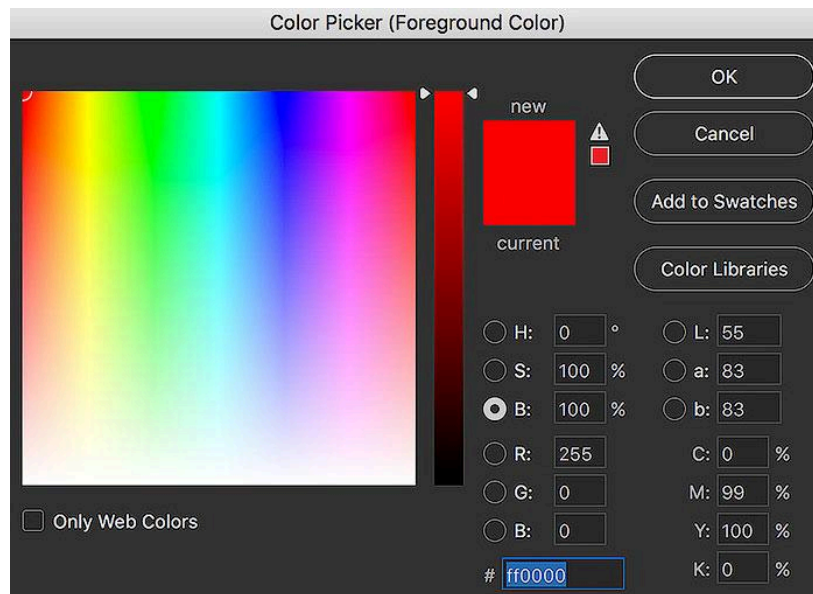 Color Picker (Foreground Color)
new
current
OK
Cancel
Add to Swatches
Color Libraries
H: 0 °
S: 100 %
B: 100 %
R: 255
G: 0
B: 0
# ff0000
L: 55
a: 83
b: 83
C: 0 %
M: 99 %
Y: 100 %
K: 0 %
Only Web Colors